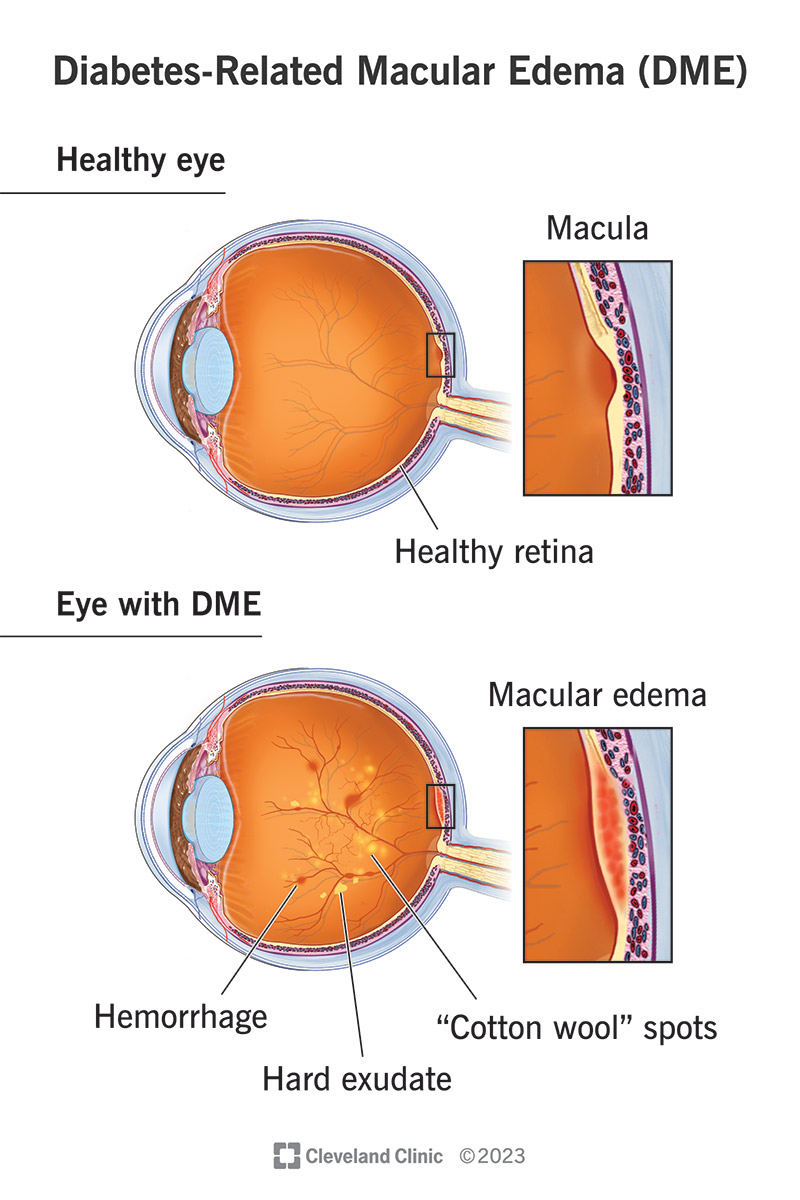 Diabetes-Related Macular Edema (DME)
Healthy eye
Macula
Healthy retina
Eye with DME
Macular edema
Hemorrhage
“Cotton wool” spots
Hard exudate
Cleveland Clinic ©2023